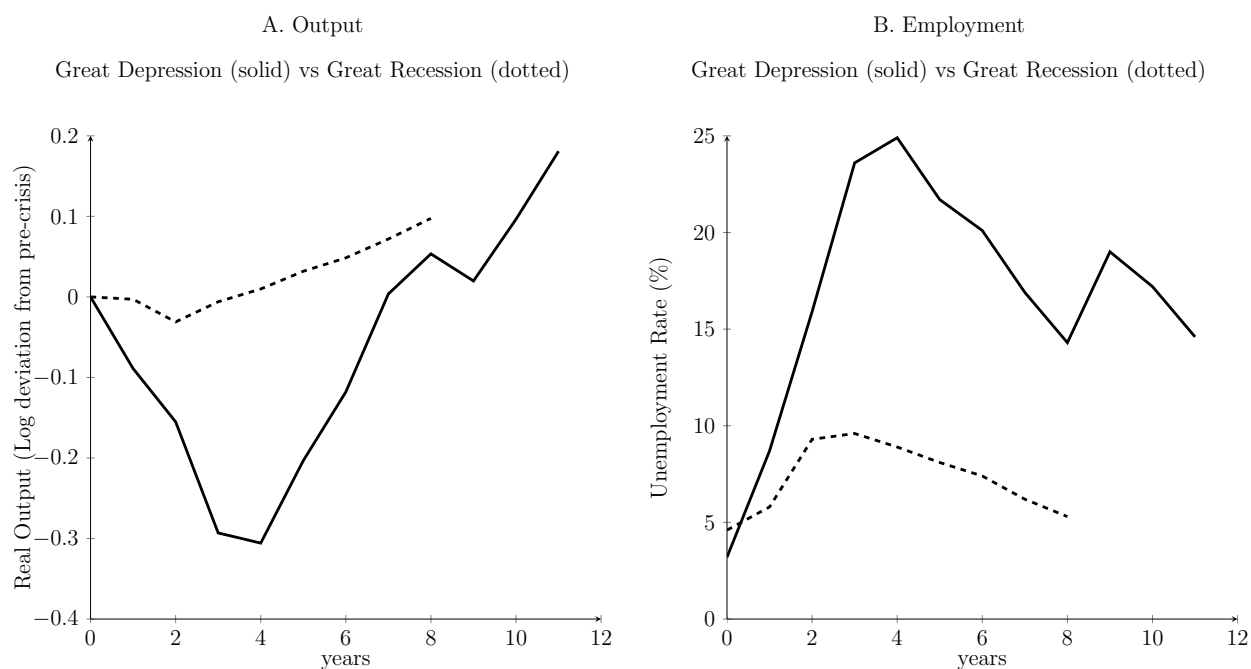 A. Output
Great Depression (solid) vs Great Recession (dotted)
Real Output (Log deviation from pre-crisis)
0.2
0.1
0
−0.1
−0.2
−0.3
−0.4
0 2 4 6 8 10 12
years
B. Employment
Great Depression (solid) vs Great Recession (dotted)
Unemployment Rate (%)
25
20
15
10
5
0
0 2 4 6 8 10 12
years